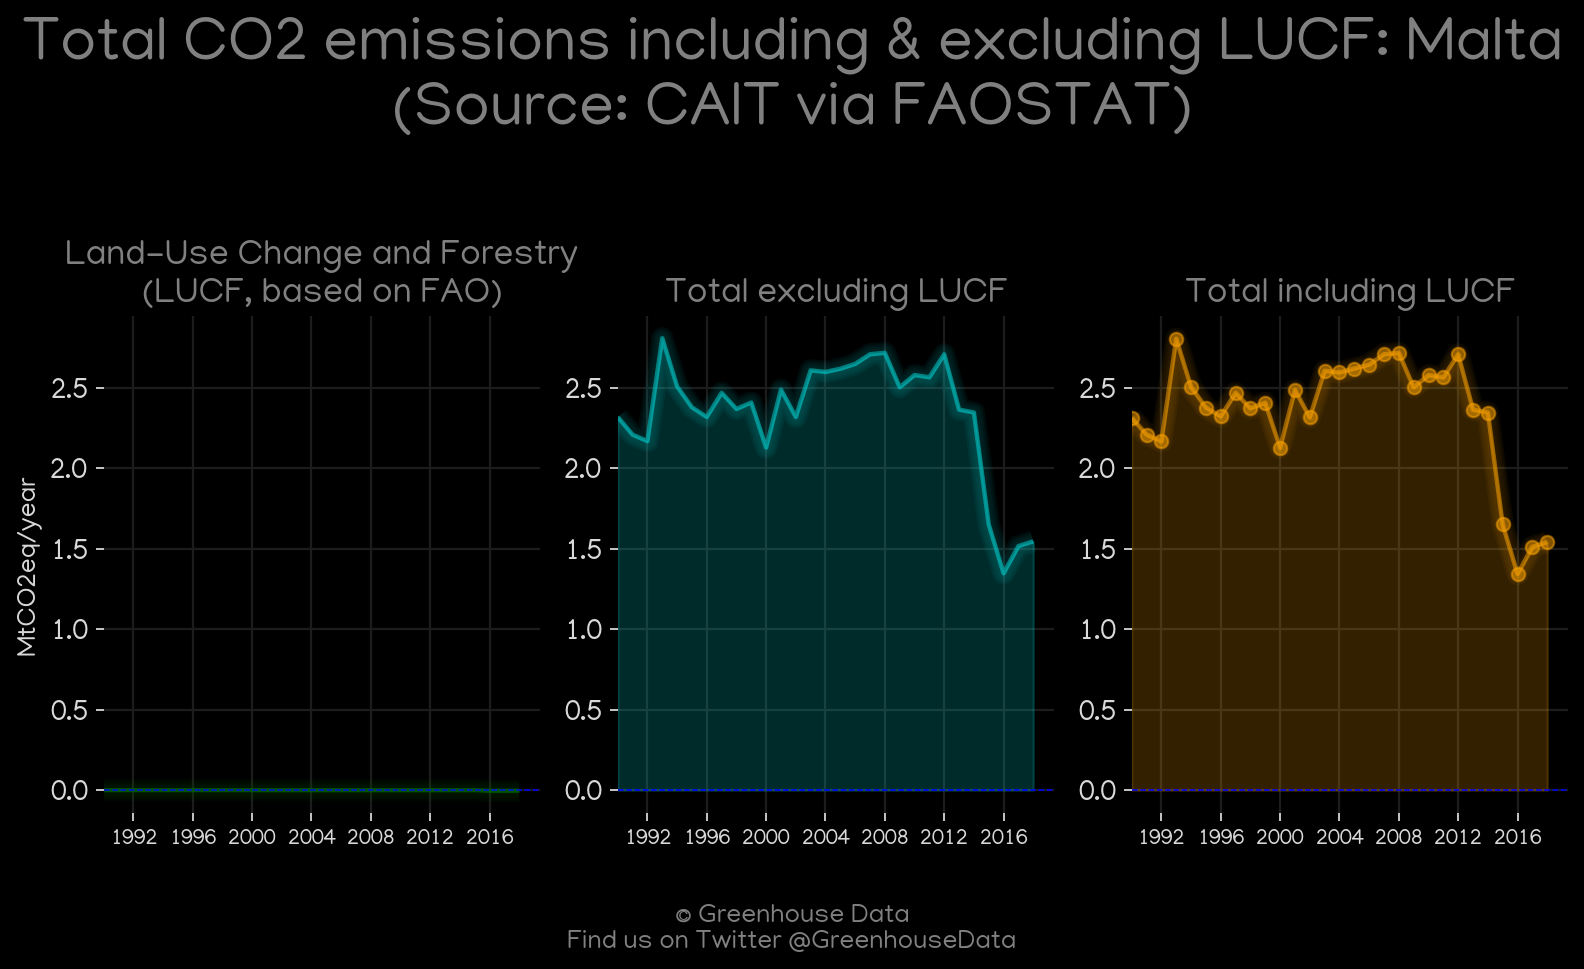 Total CO2 emissions including & excluding LUCF: Malta
(Source: CAIT via FAOSTAT)
Land-Use Change and Forestry
(LUCF, based on FAO)
MtCO2eq/year
2.5
2.0
1.5
1.0
0.5
0.0
1992 1996 2000 2004 2008 2012 2016
Total excluding LUCF
2.5
2.0
1.5
1.0
0.5
0.0
1992 1996 2000 2004 2008 2012 2016
Total including LUCF
2.5
2.0
1.5
1.0
0.5
0.0
1992 1996 2000 2004 2008 2012 2016
© Greenhouse Data
Find us on Twitter @GreenhouseData